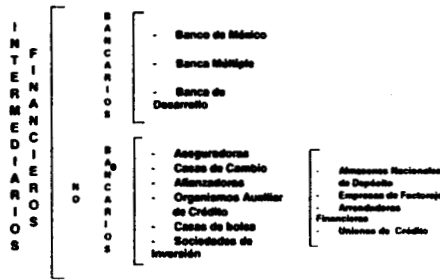 INTERMEDIARIOS
FINANCIEROS
BANCARIOS
- Banco de México
- Banca Múltiple
- Banca de
Desarrollo
NO
BANCARIOS
- Aseguradoras
- Casas de Cambio
- Afianzadoras
- Organismos Auxiliar
de Crédito
- Casas de bolsa
- Sociedades de
Inversión
- Almacenes Nacionales
de Depósito
- Empresas de Factoraje
- Arrendadoras
Financieras
- Uniones de Crédito